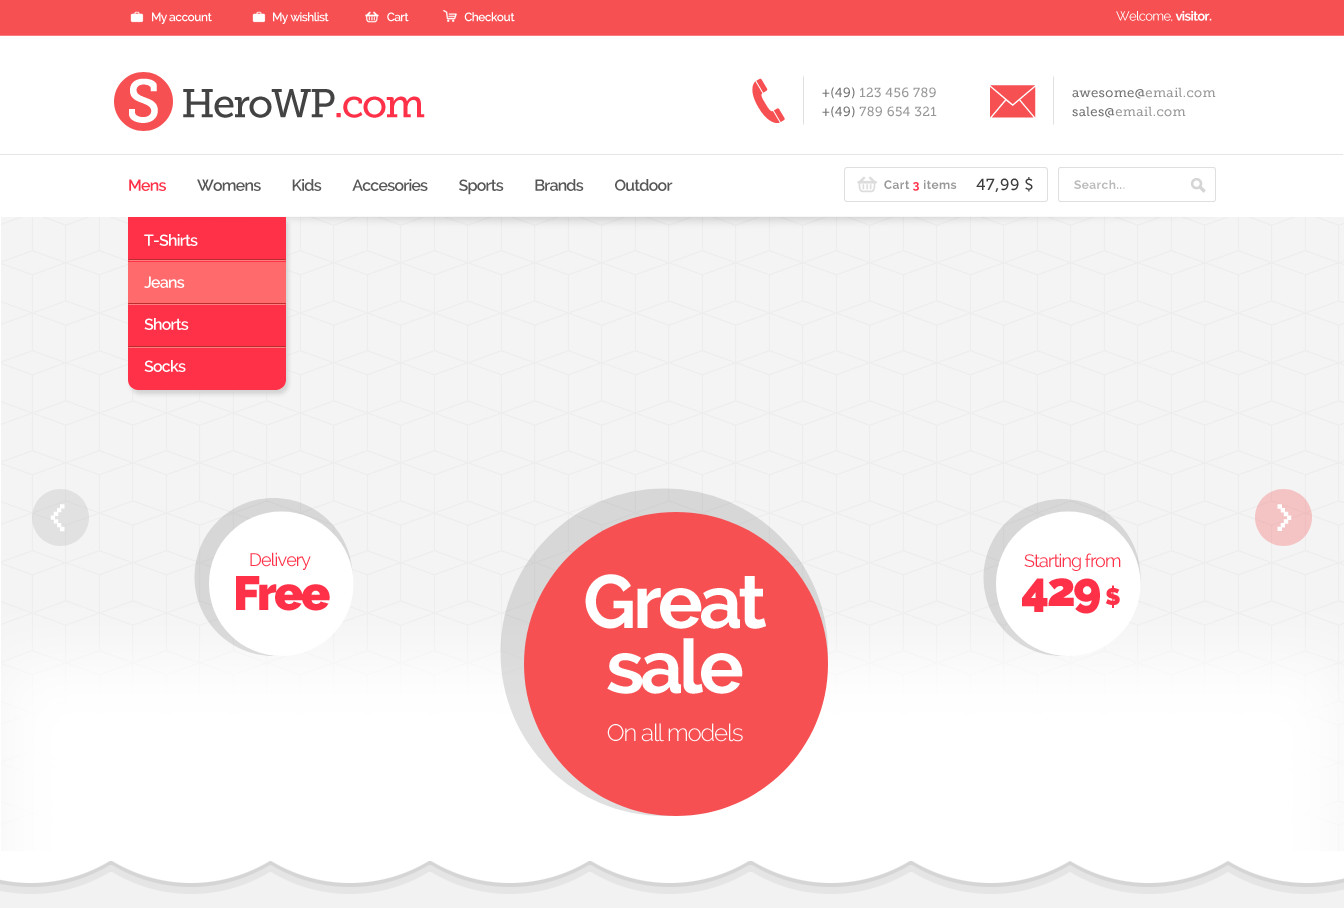 My account My wishlist Cart Checkout Welcome, visitor.
S HeroWP.com
+(49) 123 456 789
+(49) 789 654 321
awesome@email.com
sales@email.com
Mens Womens Kids Accesories Sports Brands Outdoor
Cart 3 items 47,99 $
Search...
T-Shirts
Jeans
Shorts
Socks
Delivery
Free
Great
sale
On all models
Starting from
429 $